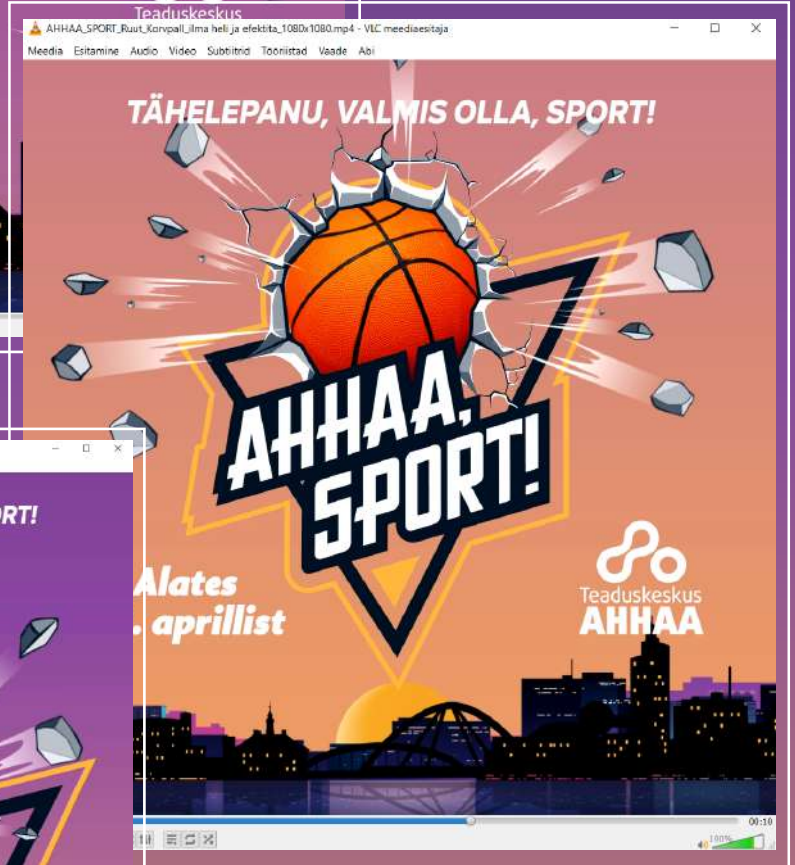 Teaduskeskus
AHHAA_SPORT_Ruut_Korvpall_ilma heli ja efektita_1080x1080.mp4 - VLC meediaesitaja
Meedia Esitamine Audio Video Subtiitrid Tööriistad Vaade Abi
TÄHELEPANU, VALMIS OLLA, SPORT!
AHHAA,
SPORT!
RT!
Alates
. aprillist
Teaduskeskus
AHHAA
00:10
100%